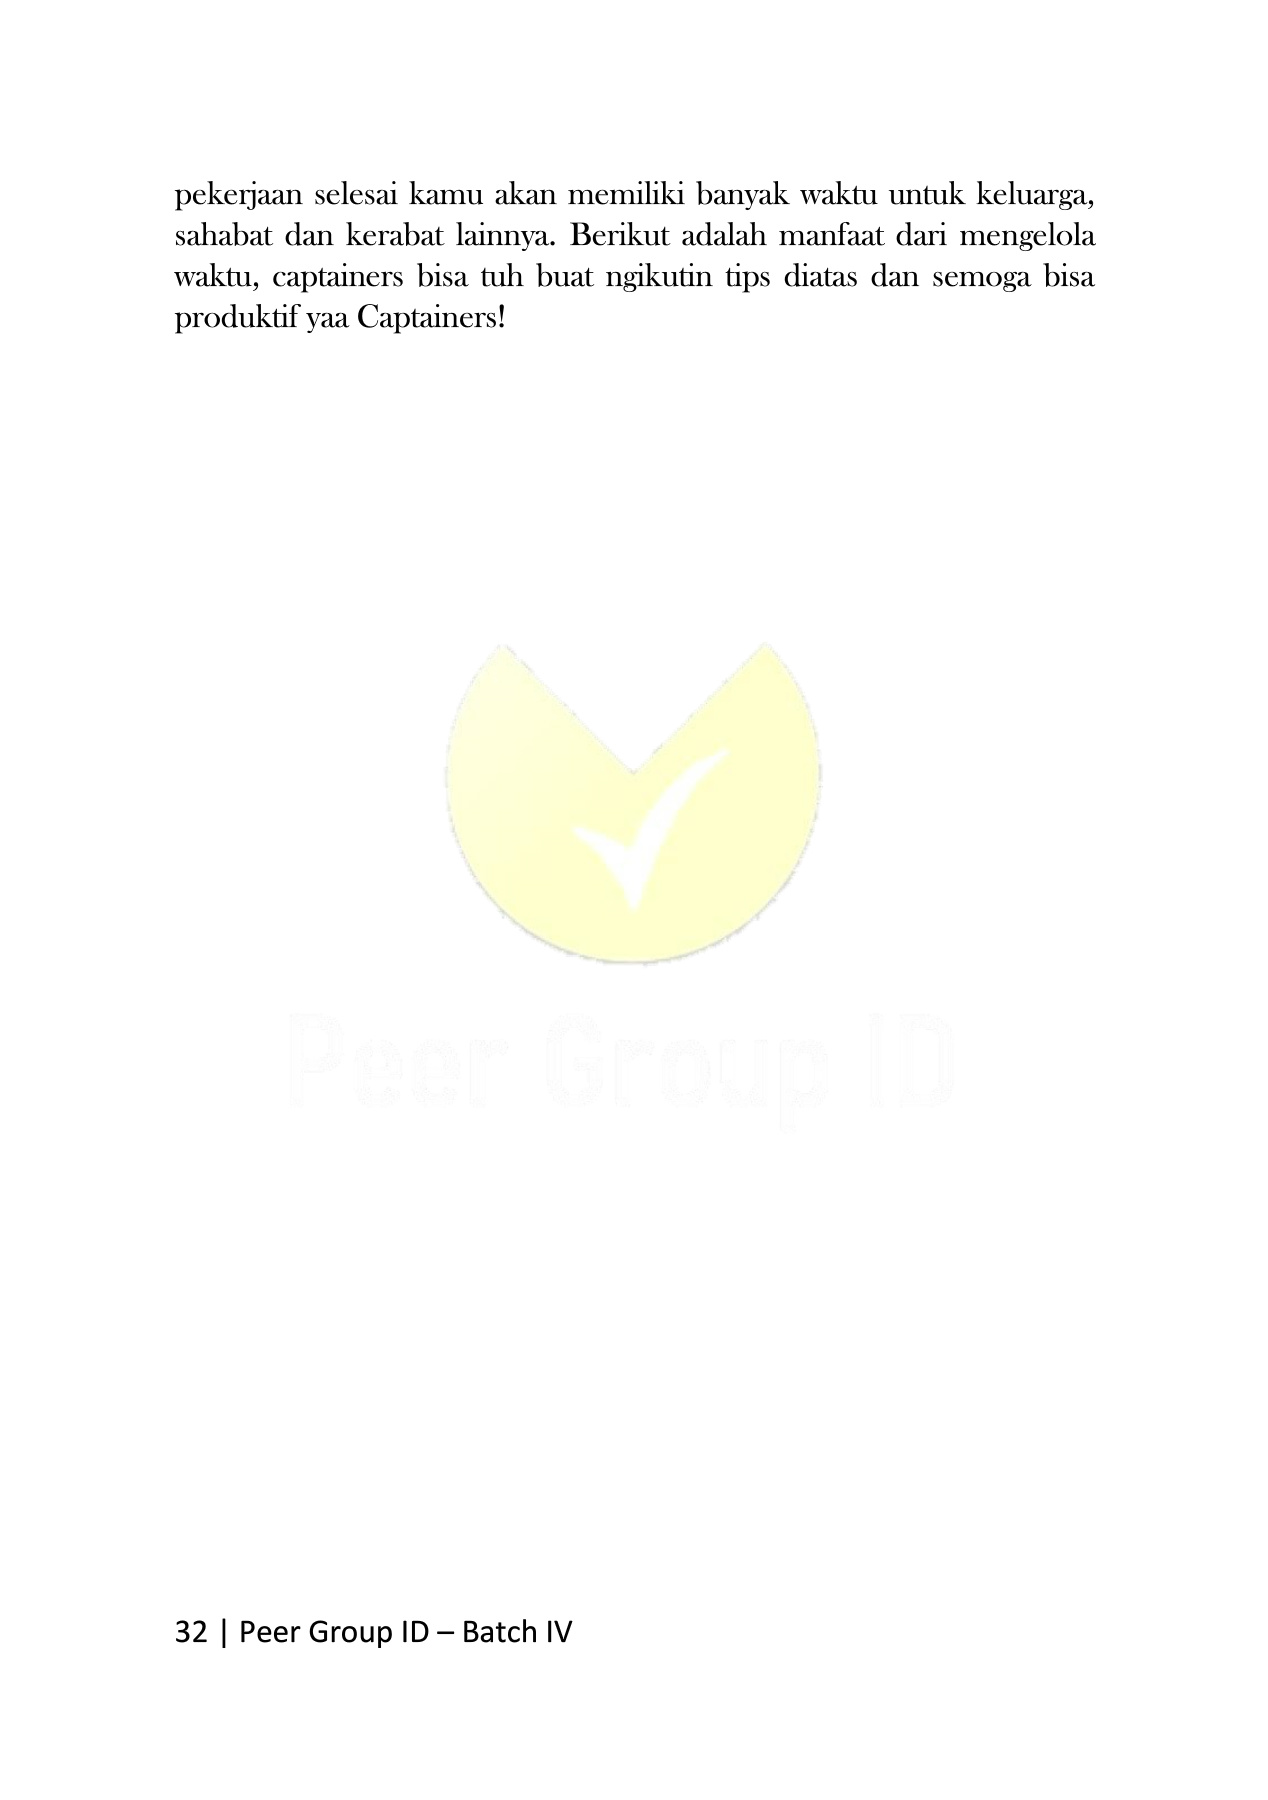 pekerjaan selesai kamu akan memiliki banyak waktu untuk keluarga,
sahabat dan kerabat lainnya. Berikut adalah manfaat dari mengelola
waktu, captainers bisa tuh buat ngikutin tips diatas dan semoga bisa
produktif yaa Captainers!
Peer Group ID
32 | Peer Group ID – Batch IV